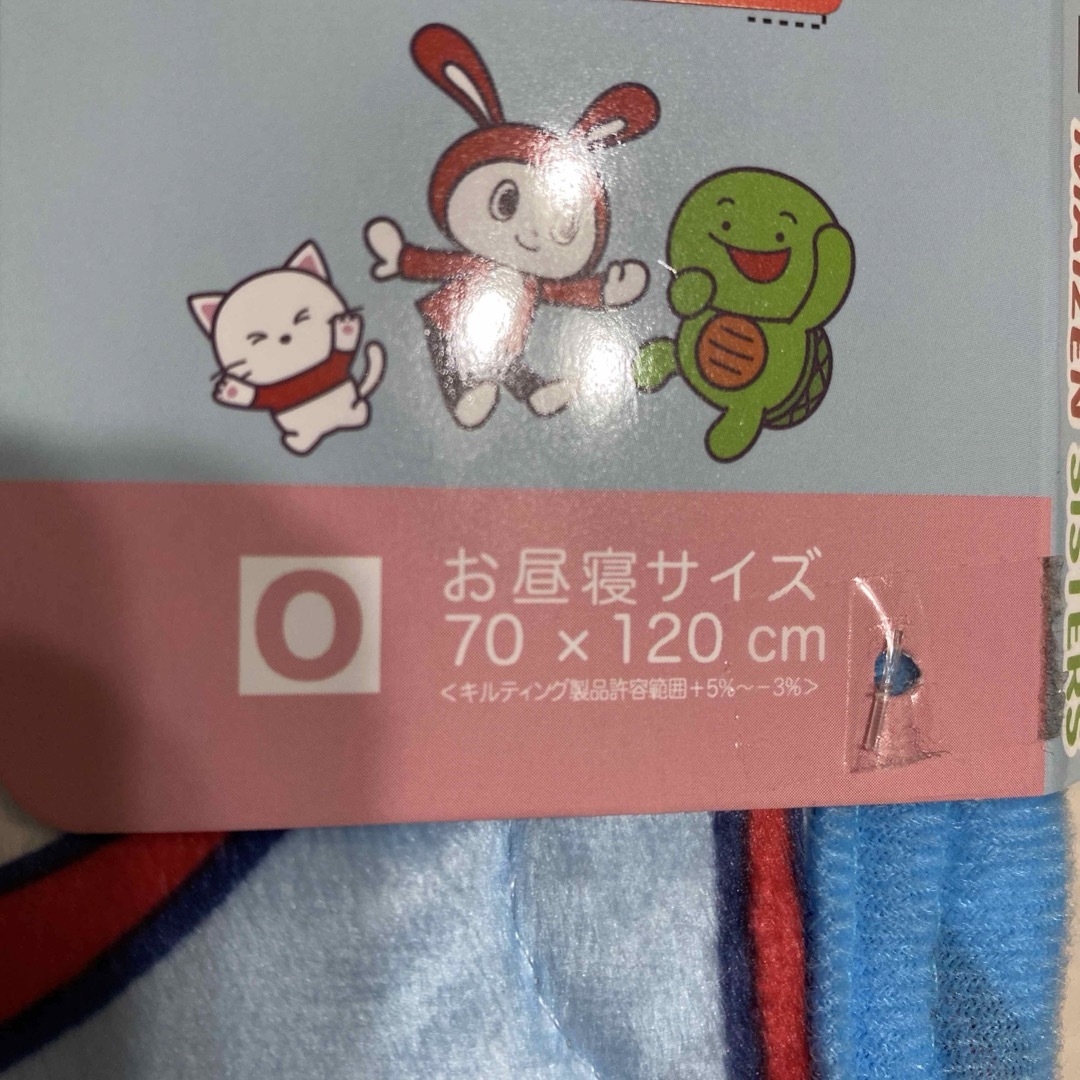 O
お昼寝サイズ
70 × 120 cm
<キルティング製品許容範囲+5%～−3%>
MAIZEN SISTERS